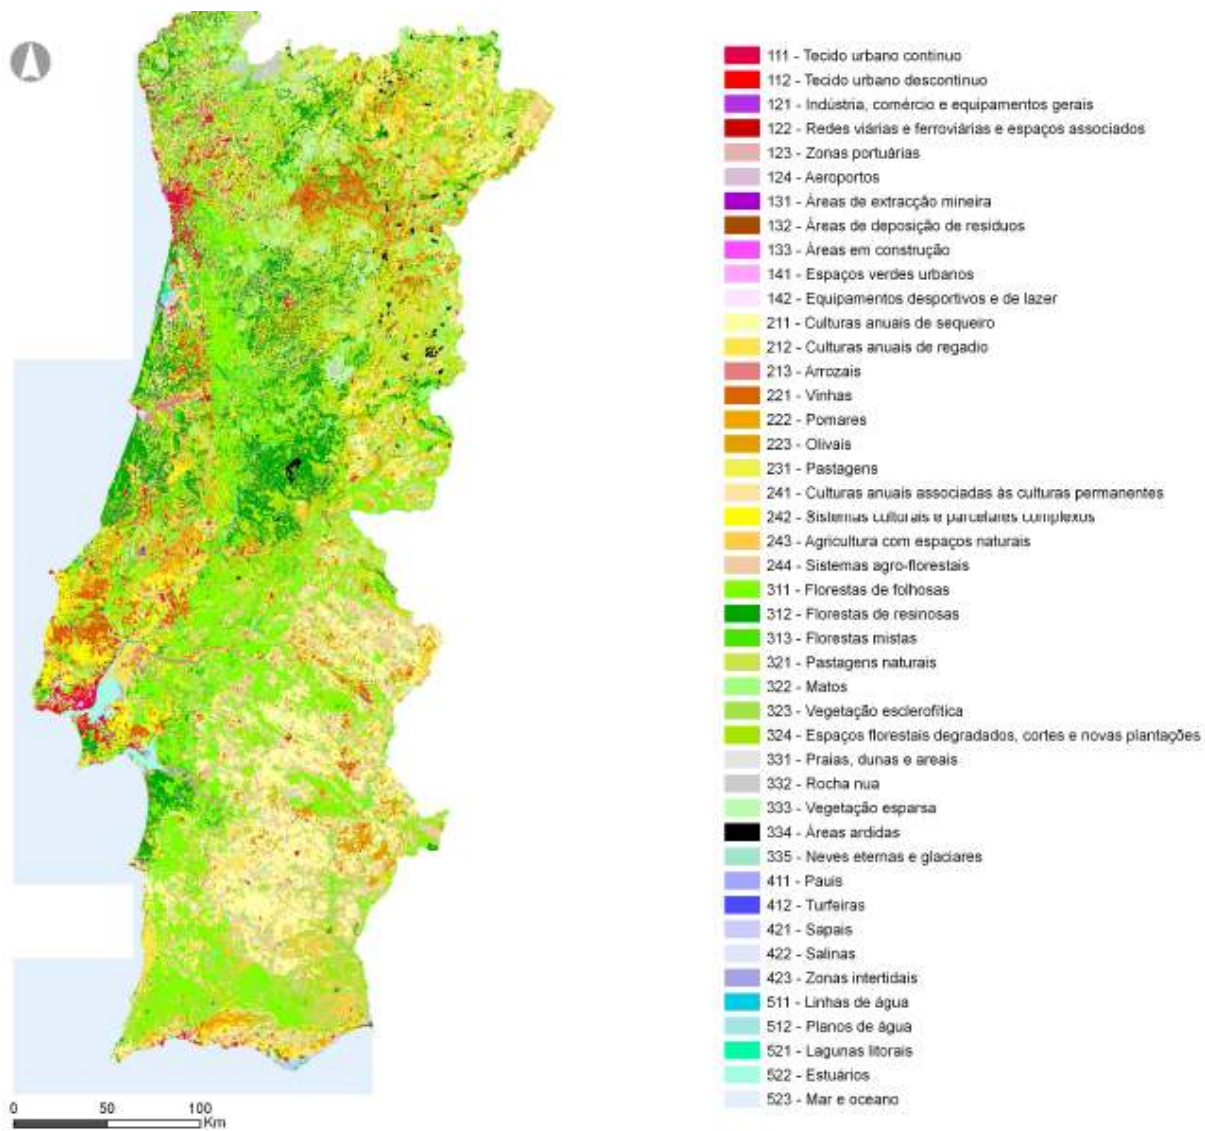 111 - Tecido urbano contínuo
112 - Tecido urbano descontínuo
121 - Indústria, comércio e equipamentos gerais
122 - Redes viárias e ferroviárias e espaços associados
123 - Zonas portuárias
124 - Aeroportos
131 - Áreas de extracção mineira
132 - Áreas de deposição de resíduos
133 - Áreas em construção
141 - Espaços verdes urbanos
142 - Equipamentos desportivos e de lazer
211 - Culturas anuais de sequeiro
212 - Culturas anuais de regadio
213 - Arrozais
221 - Vinhas
222 - Pomares
223 - Olivais
231 - Pastagens
241 - Culturas anuais associadas às culturas permanentes
242 - Sistemas culturais e parcelares complexos
243 - Agricultura com espaços naturais
244 - Sistemas agro-florestais
311 - Florestas de folhosas
312 - Florestas de resinosas
313 - Florestas mistas
321 - Pastagens naturais
322 - Matos
323 - Vegetação esclerofítica
324 - Espaços florestais degradados, cortes e novas plantações
331 - Praias, dunas e areais
332 - Rocha nua
333 - Vegetação esparsa
334 - Áreas ardidas
335 - Neves eternas e glaciares
411 - Pauis
412 - Turfeiras
421 - Sapais
422 - Salinas
423 - Zonas intertidais
511 - Linhas de água
512 - Planos de água
521 - Lagunas litorais
522 - Estuários
523 - Mar e oceano
0 50 100
Km